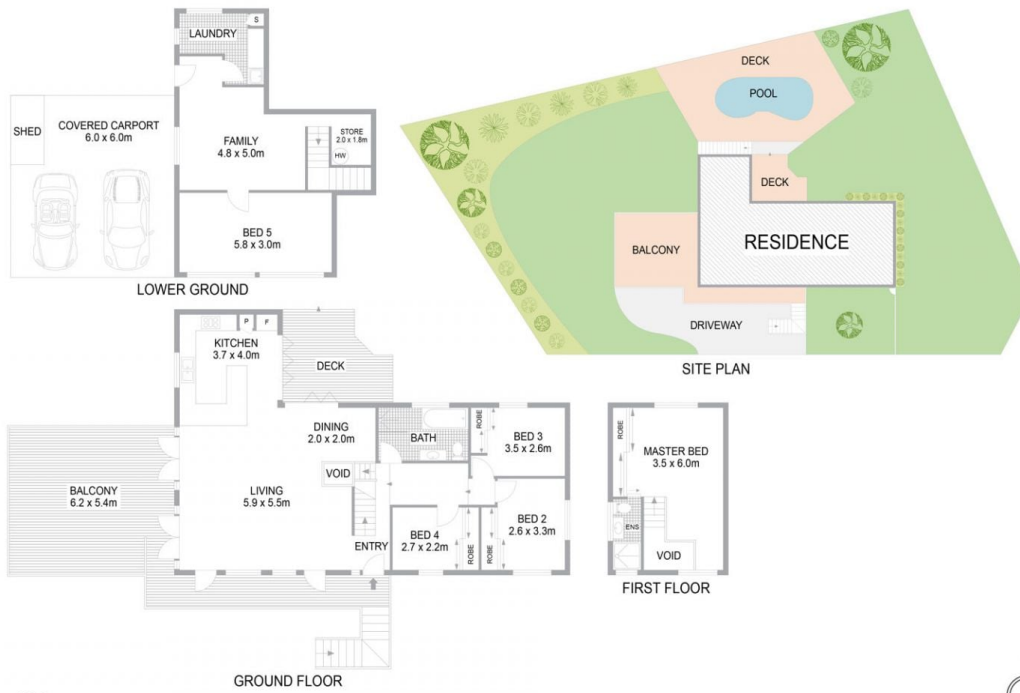 LAUNDRY
S
SHED
COVERED CARPORT
6.0 x 6.0m
FAMILY
4.8 x 5.0m
STORE
2.0 x 1.8m
HW
BED 5
5.8 x 3.0m
LOWER GROUND
DECK
POOL
DECK
BALCONY
RESIDENCE
DRIVEWAY
SITE PLAN
P
F
KITCHEN
3.7 x 4.0m
DECK
DINING
2.0 x 2.0m
BATH
ROBE
BED 3
3.5 x 2.6m
VOID
BALCONY
6.2 x 5.4m
LIVING
5.9 x 5.5m
ENTRY
BED 4
2.7 x 2.2m
ROBE
ROBE
BED 2
2.6 x 3.3m
GROUND FLOOR
ROBE
MASTER BED
3.5 x 6.0m
ENS
VOID
FIRST FLOOR